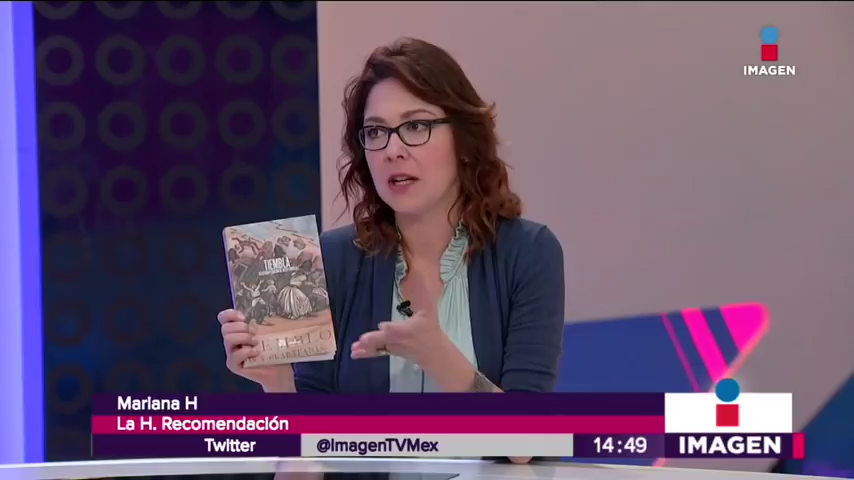 IMAGEN
TIEMBLA
Mariana H
La H. Recomendación
Twitter
@ImagenTVMex
14:49
IMAGEN